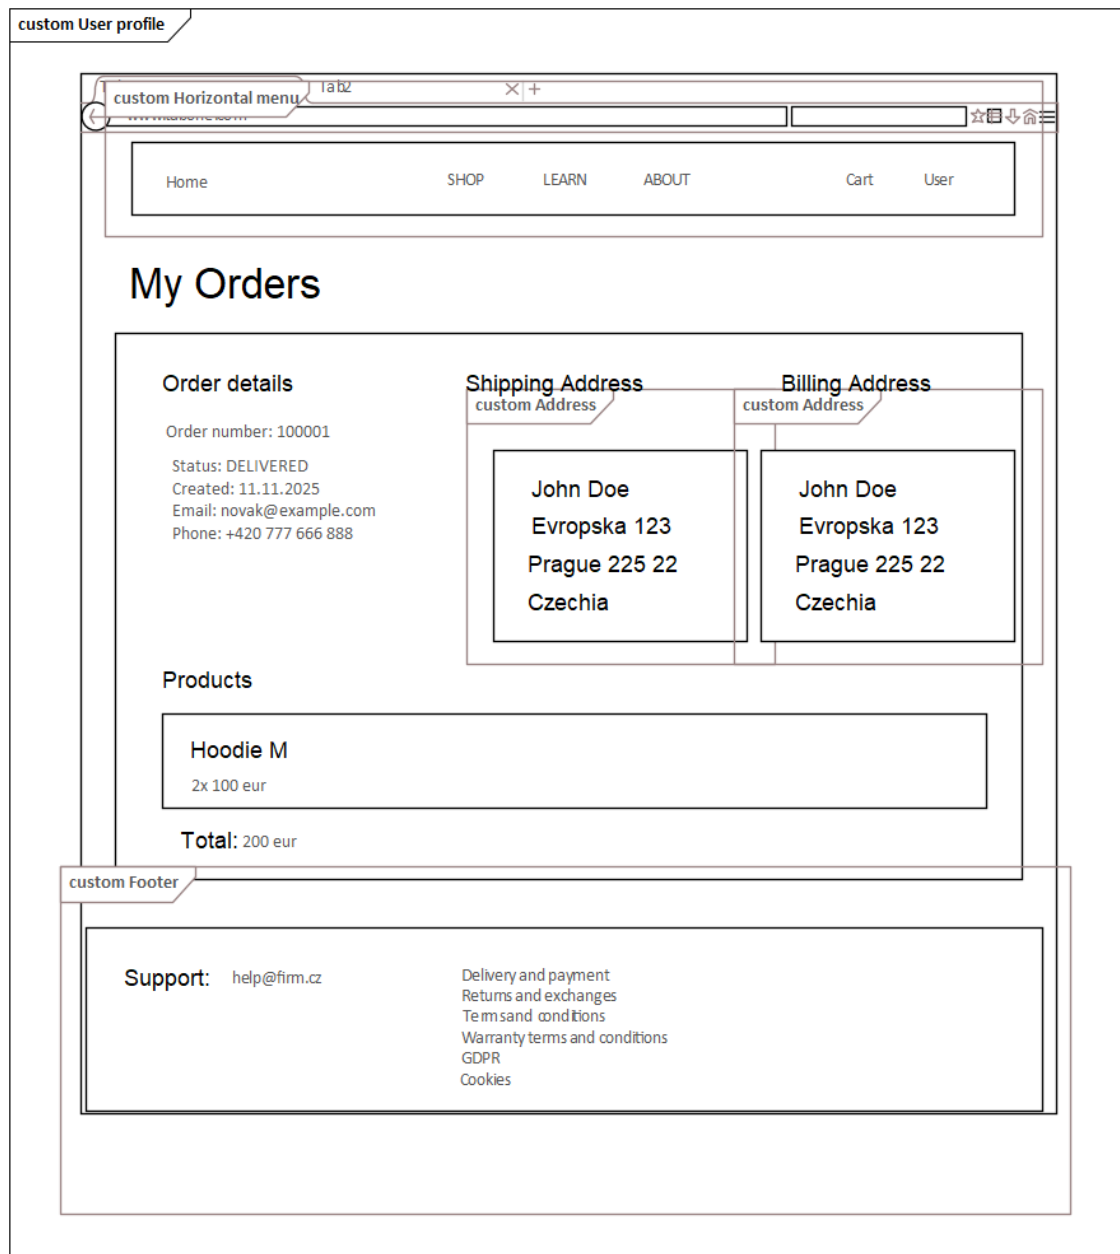 custom User profile
Tab2
custom Horizontal menu
Home SHOP LEARN ABOUT Cart User
My Orders
Order details Shipping Address Billing Address
custom Address custom Address
Order number: 100001
Status: DELIVERED
Created: 11.11.2025
Email: novak@example.com
Phone: +420 777 666 888
John Doe
Evropska 123
Prague 225 22
Czechia
John Doe
Evropska 123
Prague 225 22
Czechia
Products
Hoodie M
2x 100 eur
Total: 200 eur
custom Footer
Support: help@firm.cz
Delivery and payment
Returns and exchanges
Terms and conditions
Warranty terms and conditions
GDPR
Cookies